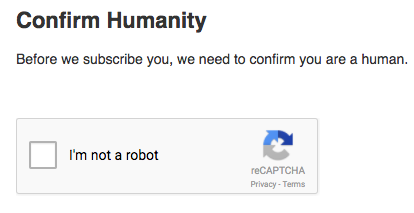 Confirm Humanity
Before we subscribe you, we need to confirm you are a human.
I'm not a robot
reCAPTCHA
Privacy - Terms